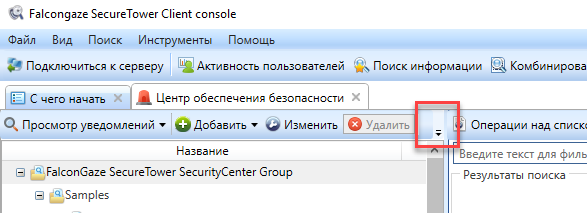 Falcongaze SecureTower Client console
Файл Вид Поиск Инструменты Помощь
Подключиться к серверу Активность пользователей Поиск информации Комбинирова
С чего начать Центр обеспечения безопасности
Просмотр уведомлений Добавить Изменить Удалить Операции над списко
Название
Введите текст для филь
FalconGaze SecureTower SecurityCenter Group
Результаты поиска
Samples